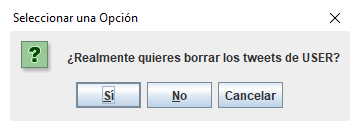 Seleccionar una Opción
¿Realmente quieres borrar los tweets de USER?
Sí No Cancelar